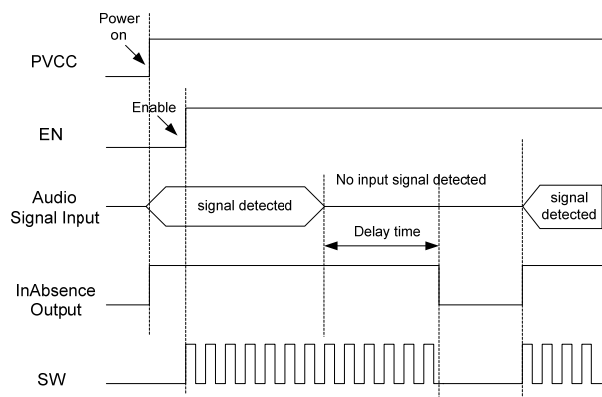 Power
on
PVCC
Enable
EN
Audio
Signal Input
signal detected
No input signal detected
signal
detected
Delay time
InAbsence
Output
SW